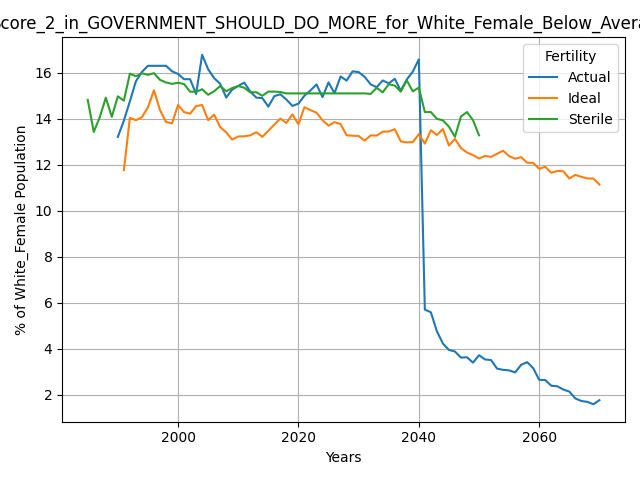 core_2_in_GOVERNMENT_SHOULD_DO_MORE_for_White_Female_Below_Avera
Fertility
Actual
Ideal
Sterile
% of White_Female Population
16
14
12
10
8
6
4
2
2000 2020 2040 2060
Years